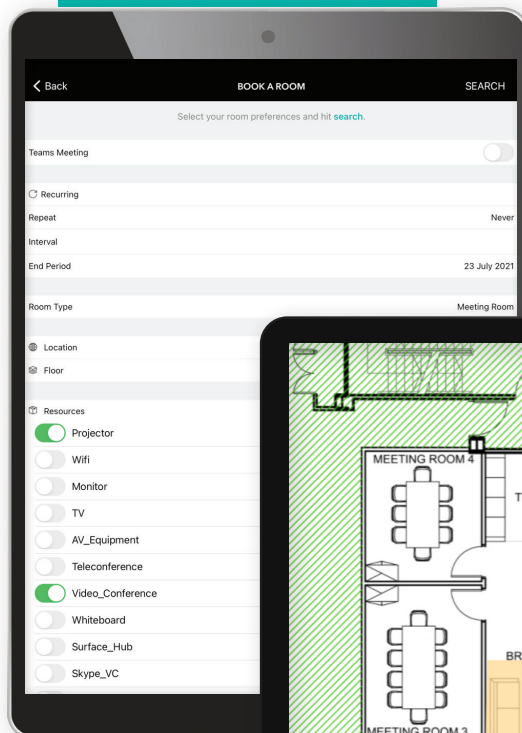 Back
BOOK A ROOM
SEARCH
Select your room preferences and hit search.
Teams Meeting
Recurring
Repeat Never
Interval
End Period 23 July 2021
Room Type Meeting Room
Location
Floor
Resources
Projector
Wifi
Monitor
TV
AV_Equipment
Teleconference
Video_Conference
Whiteboard
Surface_Hub
Skype_VC
MEETING ROOM 4
T
BR
MEETING ROOM 3